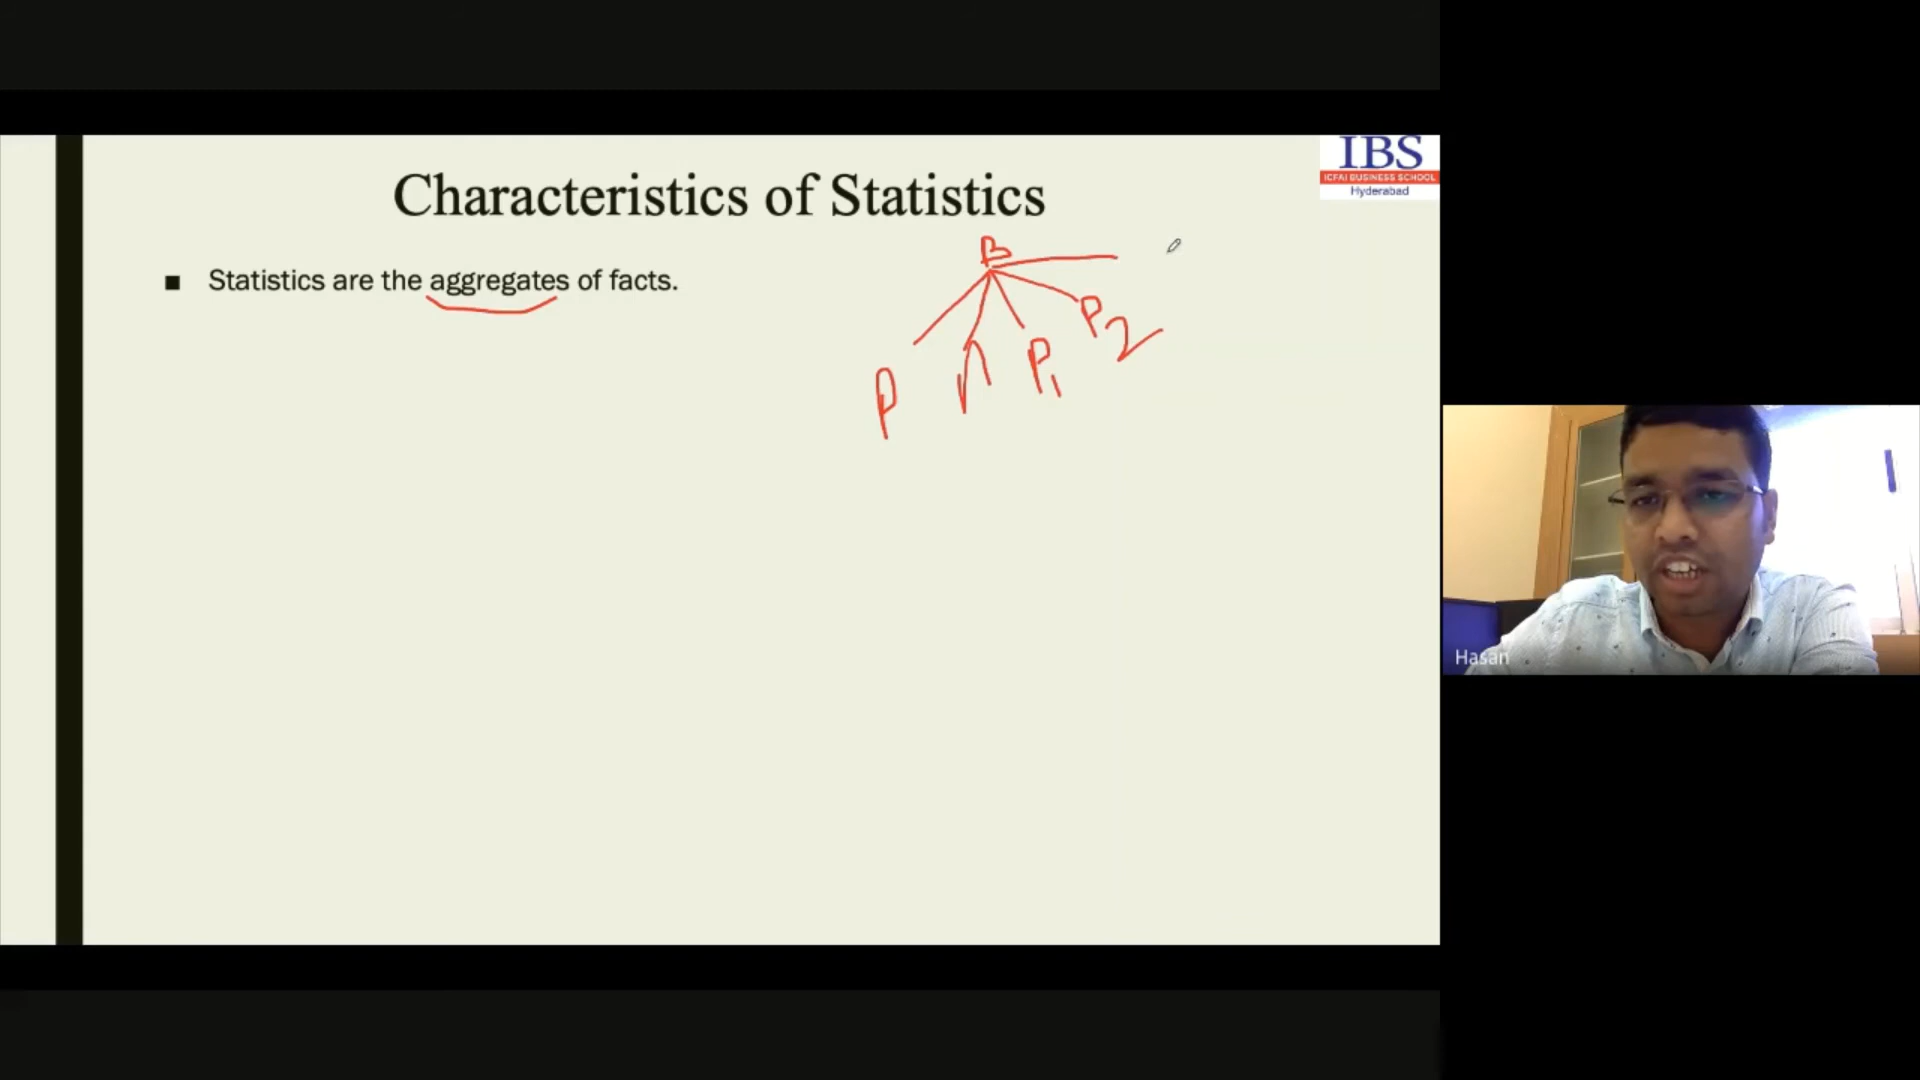 IBS
ICFAI BUSINESS SCHOOL
Hyderabad
Characteristics of Statistics
■ Statistics are the aggregates of facts.
B
P
P1
P2
Hasan